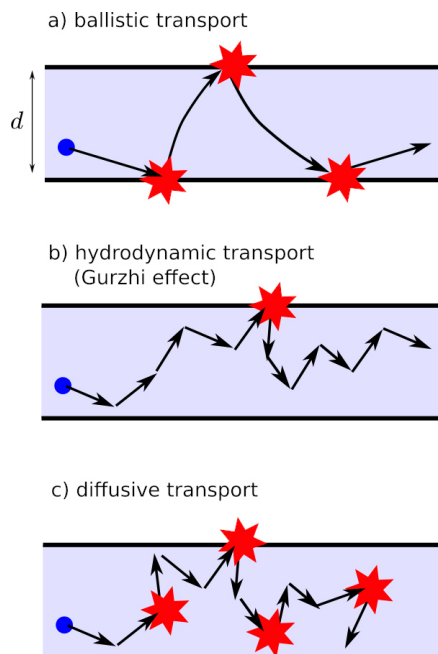 a) ballistic transport
d
b) hydrodynamic transport
(Gurzhi effect)
c) diffusive transport